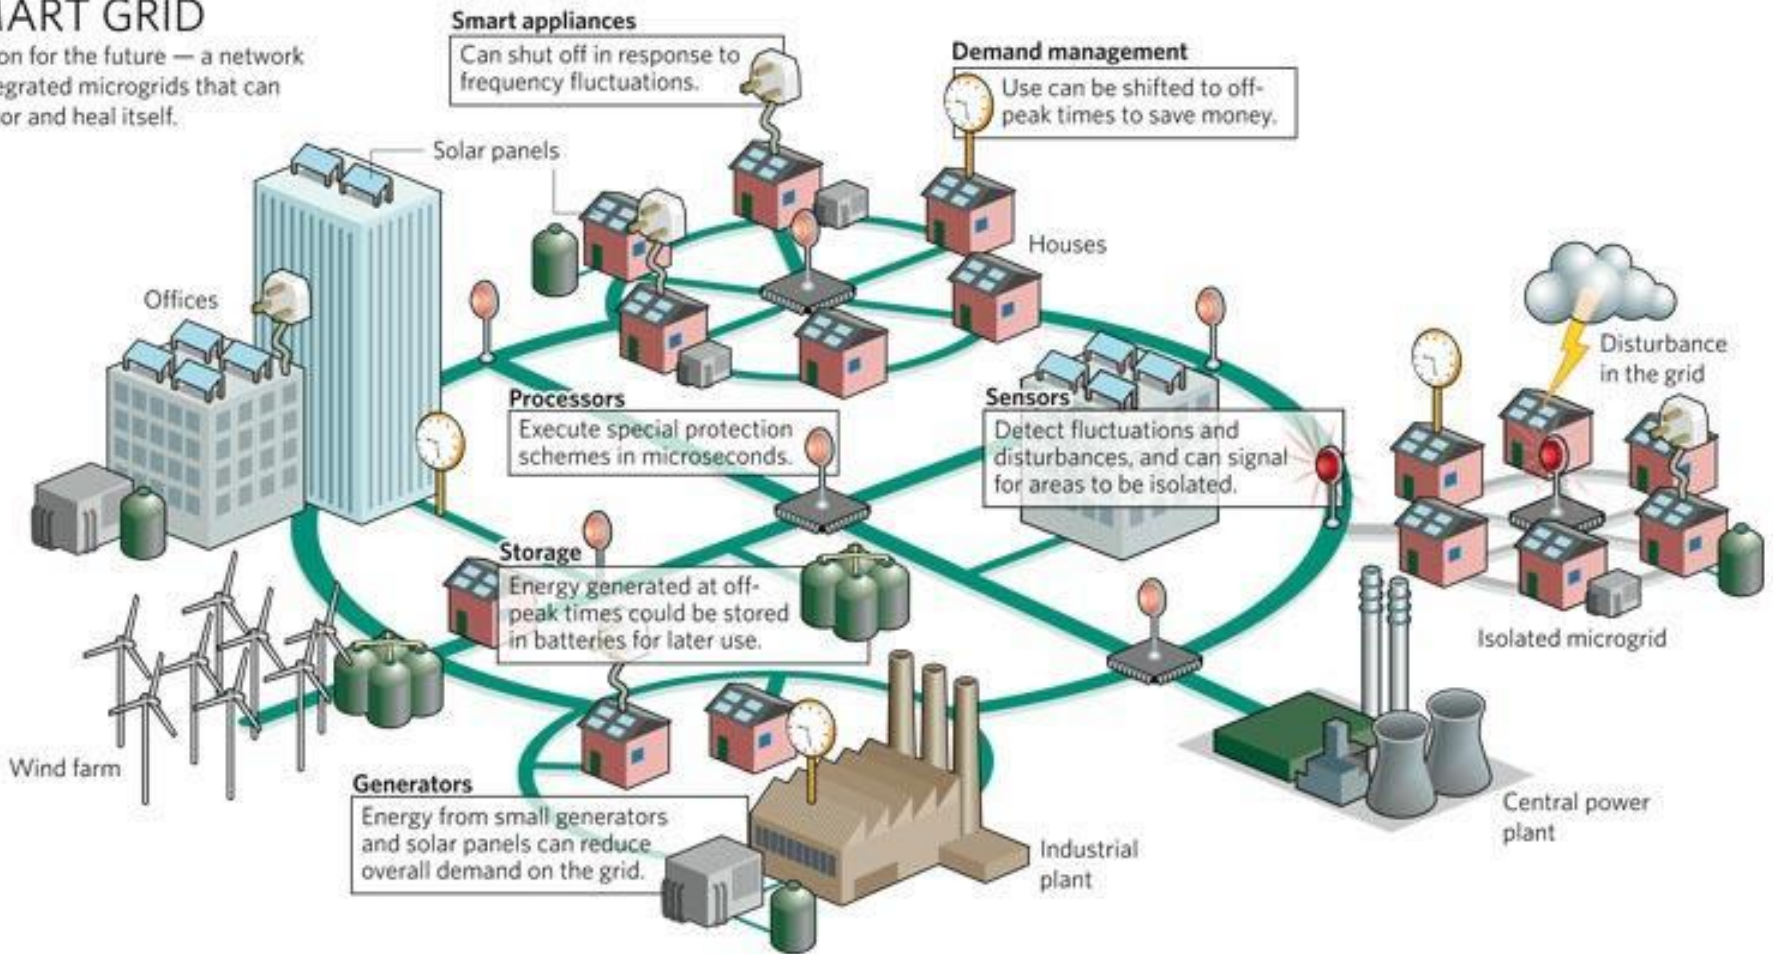 GRID
for the future — a network
microgrids that can
and heal itself.
Smart appliances
Can shut off in response to
frequency fluctuations.
Demand management
Use can be shifted to off-
peak times to save money.
Solar panels
Houses
Offices
Disturbance
in the grid
Processors
Execute special protection
schemes in microseconds.
Sensors
Detect fluctuations and
disturbances, and can signal
for areas to be isolated.
Storage
Energy generated at off-
peak times could be stored
in batteries for later use.
Isolated microgrid
Wind farm
Generators
Energy from small generators
and solar panels can reduce
overall demand on the grid.
Industrial
plant
Central power
plant